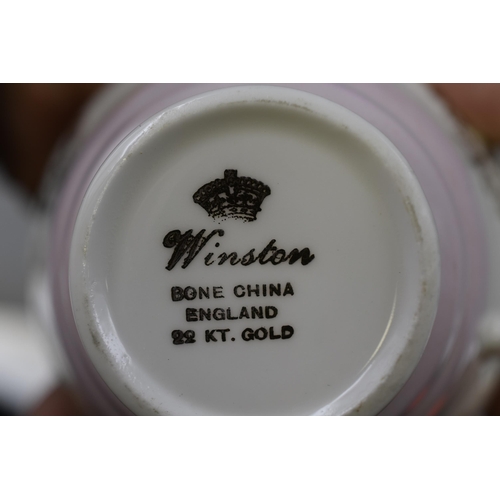 Winston
BONE CHINA
ENGLAND
22 KT. GOLD